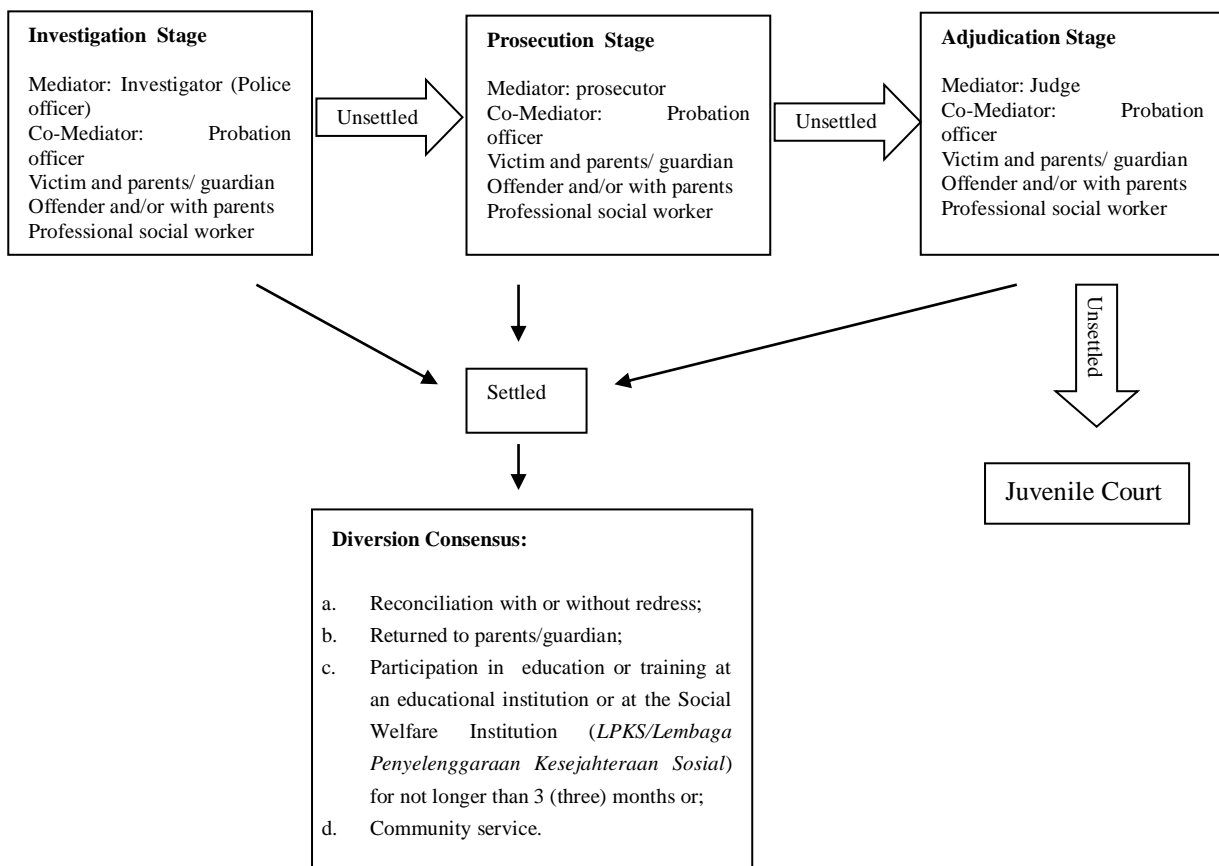 Investigation Stage
Mediator: Investigator (Police
officer)
Co-Mediator: Probation
officer
Victim and parents/ guardian
Offender and/or with parents
Professional social worker
Unsettled
Prosecution Stage
Mediator: prosecutor
Co-Mediator: Probation
officer
Victim and parents/ guardian
Offender and/or with parents
Professional social worker
Unsettled
Adjudication Stage
Mediator: Judge
Co-Mediator: Probation
officer
Victim and parents/ guardian
Offender and/or with parents
Professional social worker
Unsettled
Settled
Juvenile Court
Diversion Consensus:
a. Reconciliation with or without redress;
b. Returned to parents/guardian;
c. Participation in education or training at
an educational institution or at the Social
Welfare Institution (LPKS/Lembaga
Penyelenggaraan Kesejahteraan Sosial)
for not longer than 3 (three) months or;
d. Community service.